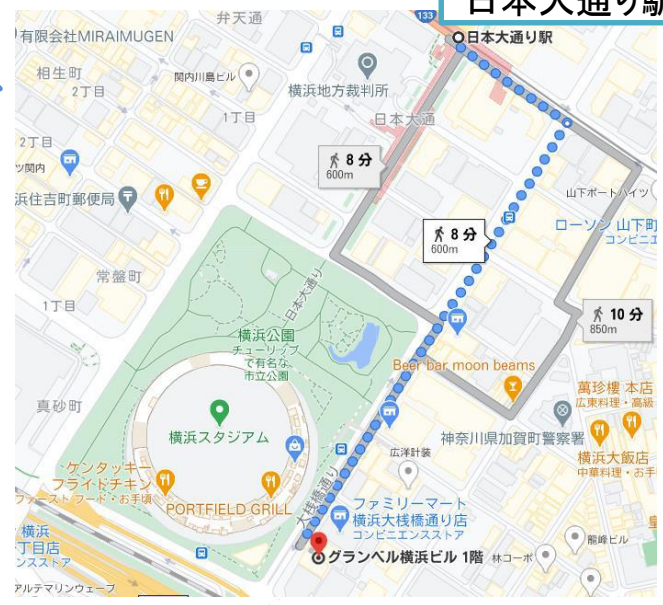 日本大通り駅
133
弁天通
有限会社MIRAIMUGEN
日本大通り駅
相生町
2丁目
関内川島ビル
横浜地方裁判所
1丁目
日本大通
2丁目
8 分
600m
浜住吉町郵便局
山下ポートハイツ
ローソン 山下町
コンビニエ
8 分
600m
常盤町
1丁目
日本大通り
10 分
850m
横浜公園
チューリップ
で有名な
市立公園
Beer bar moon beams
萬珍樓 本店
広東料理・高級
真砂町
横浜スタジアム
神奈川県加賀町警察署
横浜大飯店
中華料理・お手
広洋計装
ケンタッキー
フライドチキン
ファーストフード・お手頃
PORTFIELD GRILL
大桟橋通り
ファミリーマート
横浜大桟橋通り店
コンビニエンスストア
横浜
丁目店
ンスストア
龍峰ビル
グランベル横浜ビル 1階
林コーポ
アルテマリンウェーブ